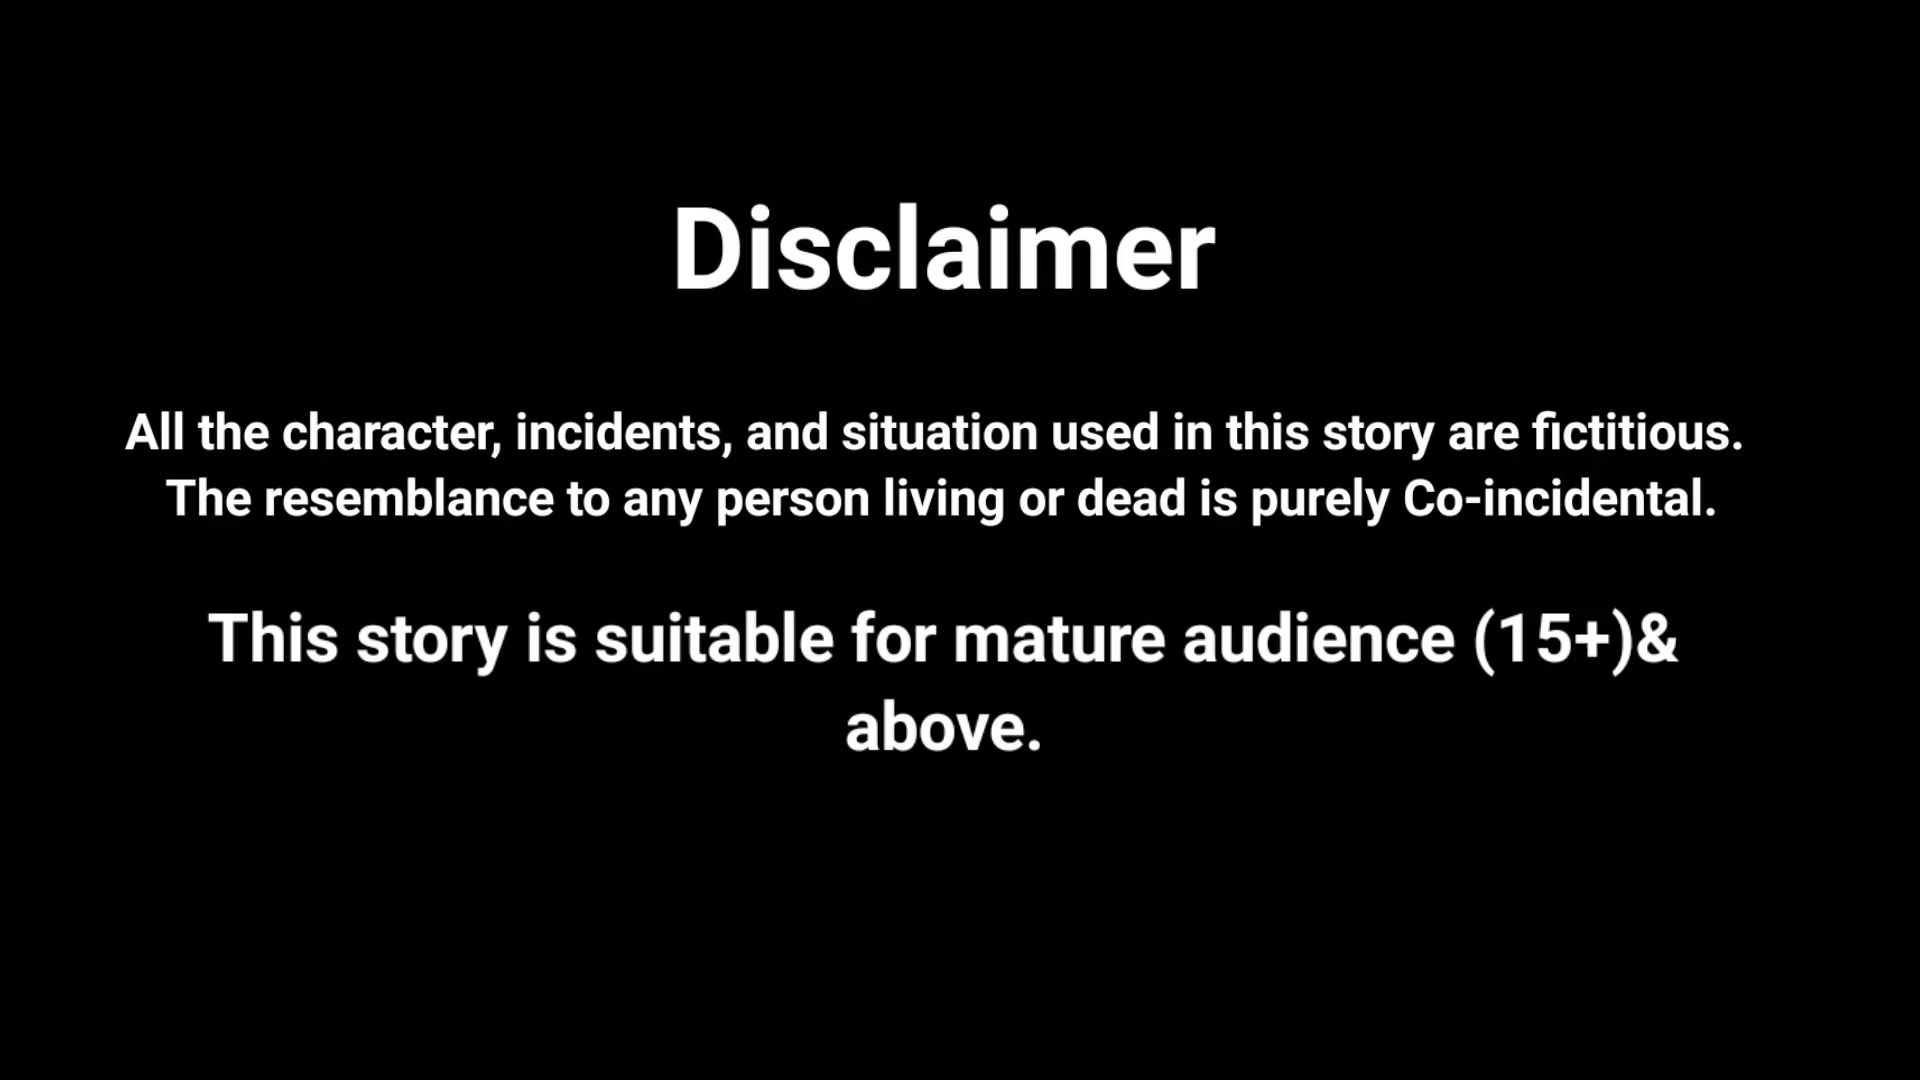 Disclaimer
All the character, incidents, and situation used in this story are fictitious.
The resemblance to any person living or dead is purely Co-incidental.
This story is suitable for mature audience (15+)&
above.